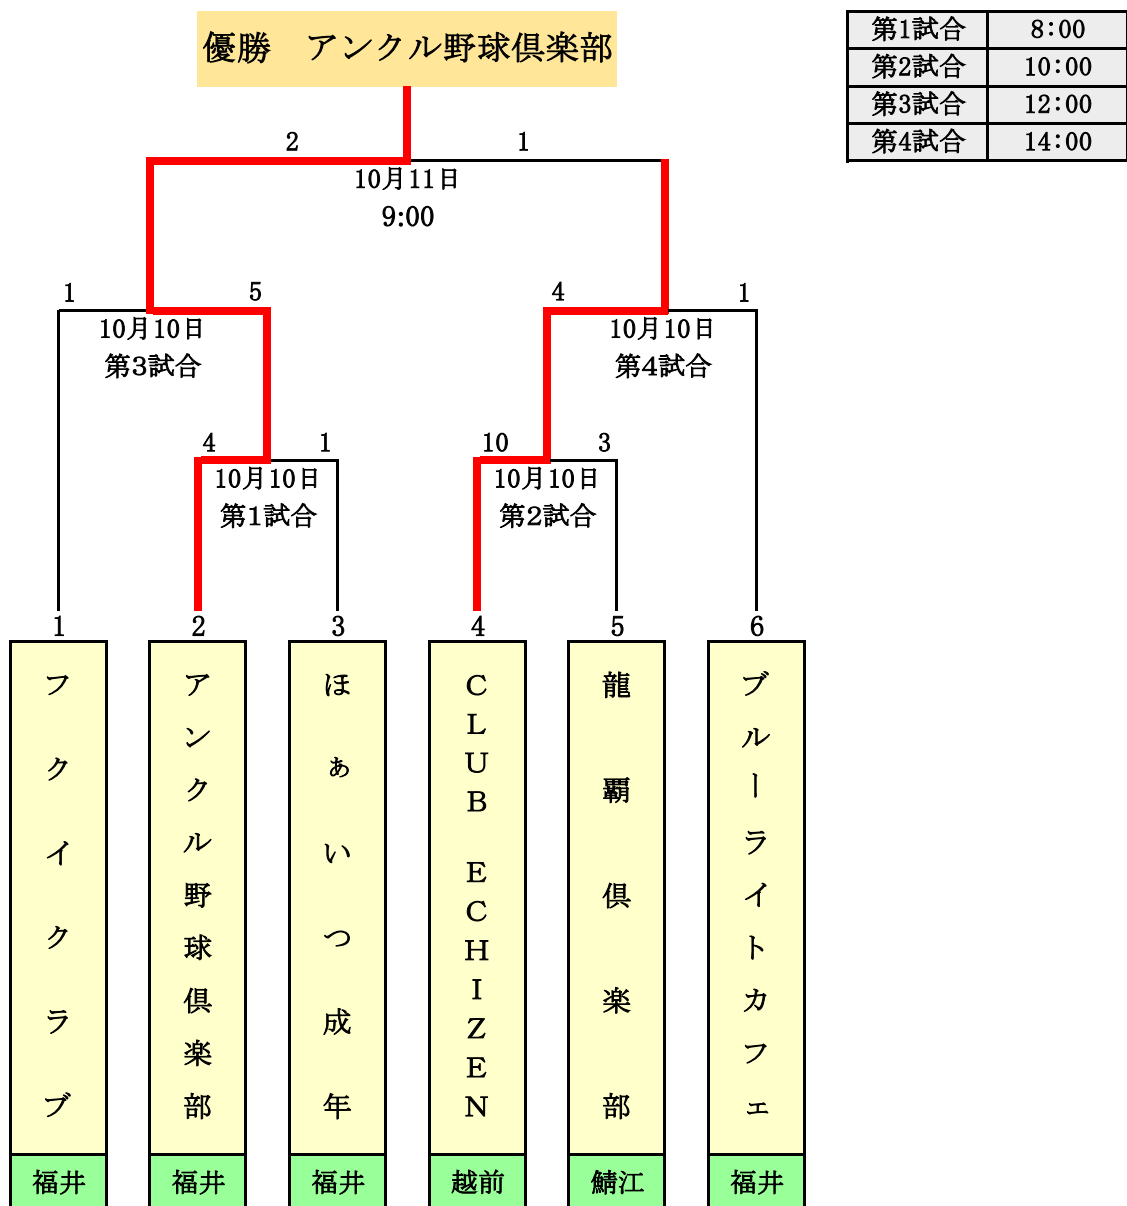 優勝　アンクル野球倶楽部
第1試合 8:00
第2試合 10:00
第3試合 12:00
第4試合 14:00
2 1
10月11日
9:00
1 5 4 1
10月10日 10月10日
第3試合 第4試合
4 1 10 3
10月10日 10月10日
第1試合 第2試合
1 2 3 4 5 6
フクイクラブ
アンクル野球倶楽部
ほぁいつ成年
CLUB ECHIZEN
龍覇倶楽部
ブルーライトカフェ
福井 福井 福井 越前 鯖江 福井